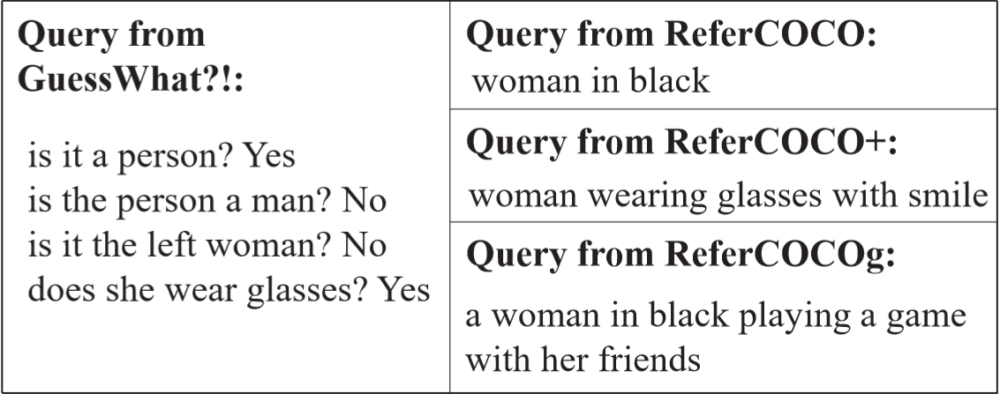 Query from
GuessWhat?!:
is it a person? Yes
is the person a man? No
is it the left woman? No
does she wear glasses? Yes
Query from ReferCOCO:
woman in black
Query from ReferCOCO+:
woman wearing glasses with smile
Query from ReferCOCOg:
a woman in black playing a game
with her friends